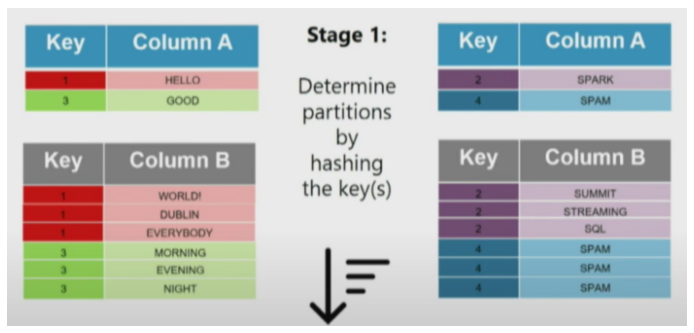 Key Column A
1 HELLO
3 GOOD
Key Column B
1 WORLD!
1 DUBLIN
1 EVERYBODY
3 MORNING
3 EVENING
3 NIGHT
Stage 1:
Determine
partitions
by
hashing
the key(s)
Key Column A
2 SPARK
4 SPAM
Key Column B
2 SUMMIT
2 STREAMING
2 SQL
4 SPAM
4 SPAM
4 SPAM